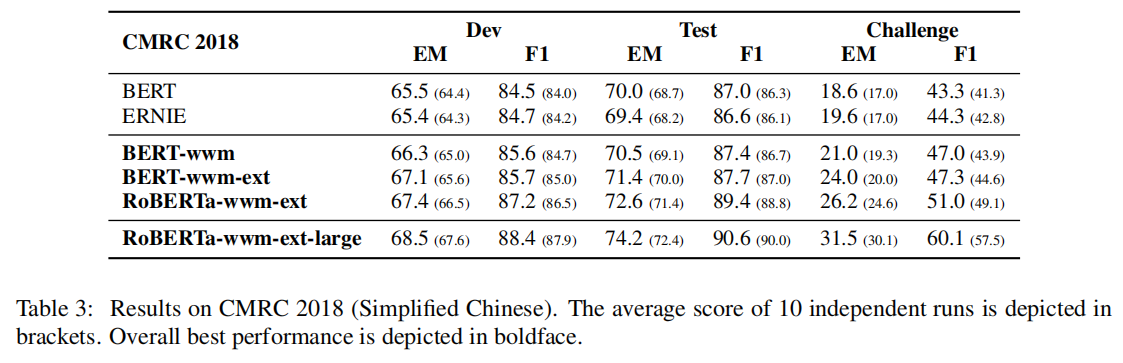 CMRC 2018 Dev Test Challenge
EM F1 EM F1 EM F1
BERT 65.5 (64.4) 84.5 (84.0) 70.0 (68.7) 87.0 (86.3) 18.6 (17.0) 43.3 (41.3)
ERNIE 65.4 (64.3) 84.7 (84.2) 69.4 (68.2) 86.6 (86.1) 19.6 (17.0) 44.3 (42.8)
BERT-wwm 66.3 (65.0) 85.6 (84.7) 70.5 (69.1) 87.4 (86.7) 21.0 (19.3) 47.0 (43.9)
BERT-wwm-ext 67.1 (65.6) 85.7 (85.0) 71.4 (70.0) 87.7 (87.0) 24.0 (20.0) 47.3 (44.6)
RoBERTa-wwm-ext 67.4 (66.5) 87.2 (86.5) 72.6 (71.4) 89.4 (88.8) 26.2 (24.6) 51.0 (49.1)
RoBERTa-wwm-ext-large 68.5 (67.6) 88.4 (87.9) 74.2 (72.4) 90.6 (90.0) 31.5 (30.1) 60.1 (57.5)
Table 3: Results on CMRC 2018 (Simplified Chinese). The average score of 10 independent runs is depicted in
brackets. Overall best performance is depicted in boldface.